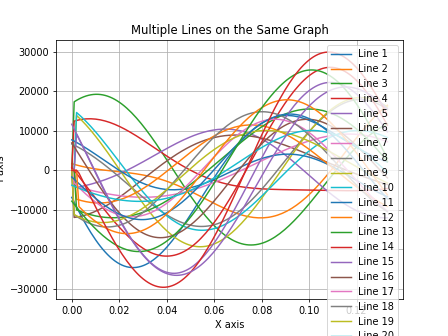 Multiple Lines on the Same Graph
30000
20000
10000
0
−10000
−20000
−30000
0.00 0.02 0.04 0.06 0.08 0.10
X axis
Line 1
Line 2
Line 3
Line 4
Line 5
Line 6
Line 7
Line 8
Line 9
Line 10
Line 11
Line 12
Line 13
Line 14
Line 15
Line 16
Line 17
Line 18
Line 19
Line 20